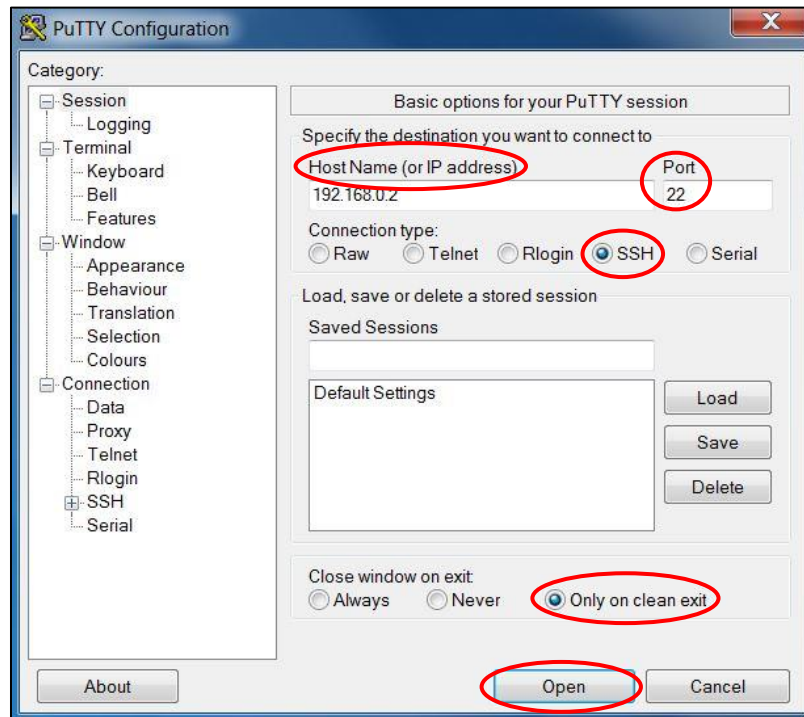 PuTTY Configuration
Category:
Session
Logging
Terminal
Keyboard
Bell
Features
Window
Appearance
Behaviour
Translation
Selection
Colours
Connection
Data
Proxy
Telnet
Rlogin
SSH
Serial
Basic options for your PuTTY session
Specify the destination you want to connect to
Host Name (or IP address) Port
192.168.0.2 22
Connection type:
Raw Telnet Rlogin SSH Serial
Load, save or delete a stored session
Saved Sessions
Default Settings
Load
Save
Delete
Close window on exit:
Always Never Only on clean exit
About Open Cancel